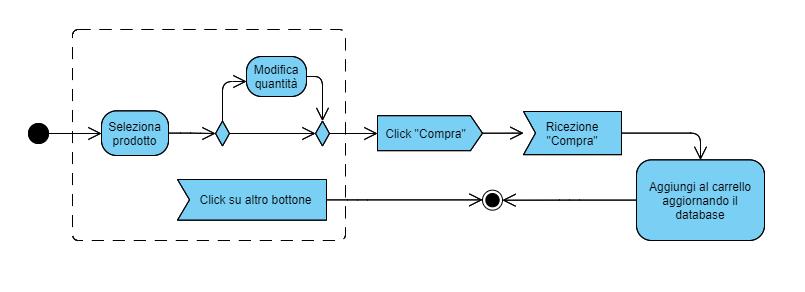 Modifica
quantità
Seleziona
prodotto
Click "Compra"
Ricezione
"Compra"
Click su altro bottone
Aggiungi al carrello
aggiornando il
database